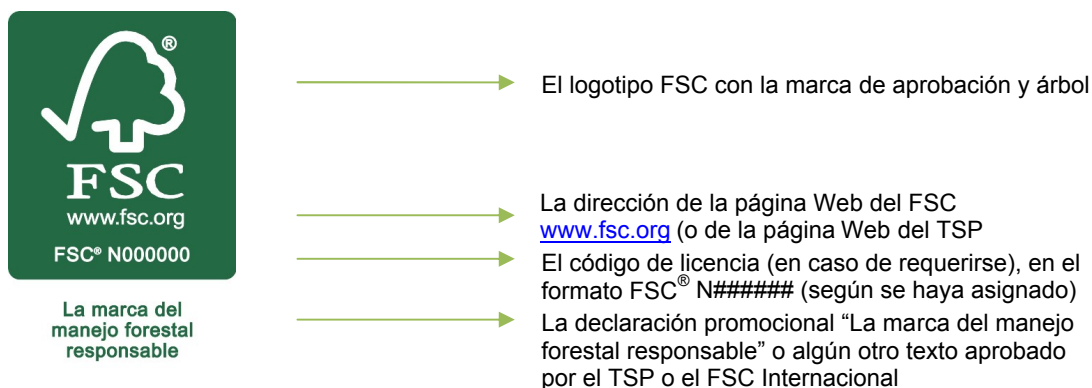 ®
FSC
www.fsc.org
FSC® N000000
La marca del
manejo forestal
responsable
El logotipo FSC con la marca de aprobación y árbol
La dirección de la página Web del FSC
www.fsc.org (o de la página Web del TSP
El código de licencia (en caso de requerirse), en el
formato FSC® N###### (según se haya asignado)
La declaración promocional “La marca del manejo
forestal responsable” o algún otro texto aprobado
por el TSP o el FSC Internacional